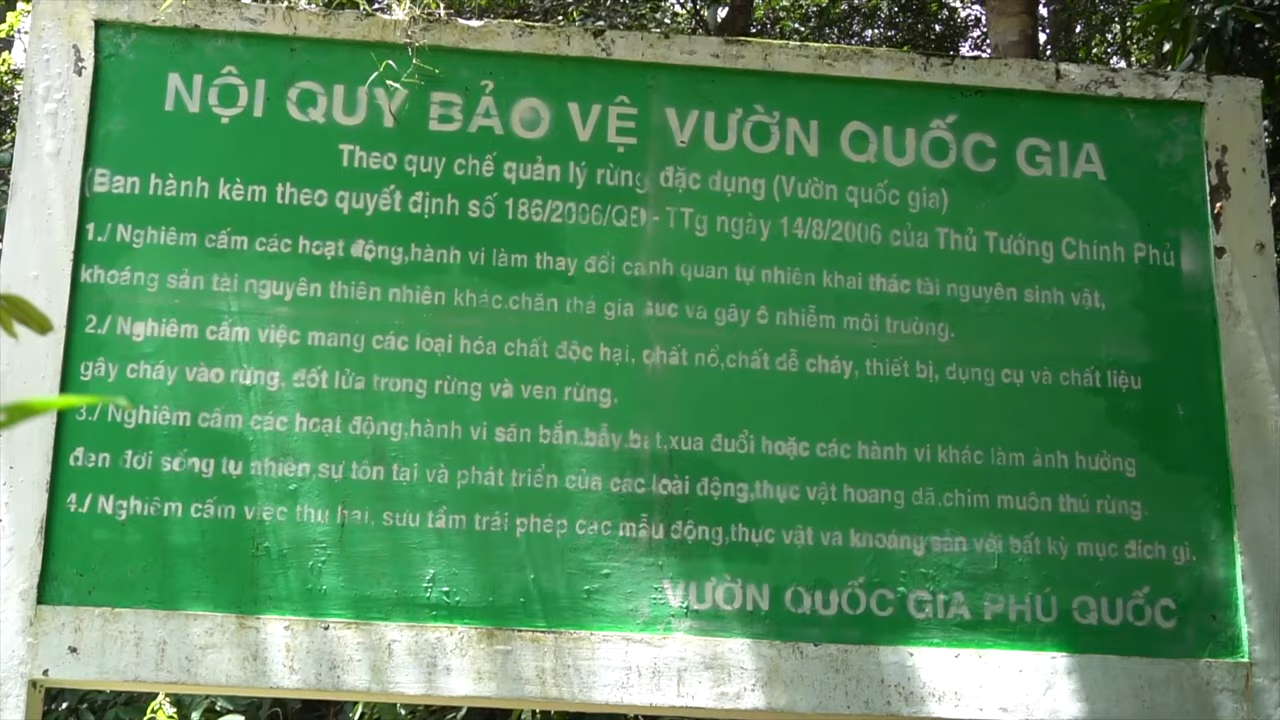 NỘI QUY BẢO VỆ VƯỜN QUỐC GIA
Theo quy chế quản lý rừng đặc dụng (Vườn quốc gia)
(Ban hành kèm theo quyết định số 186/2006/QĐ - TTg ngày 14/8/2006 của Thủ Tướng Chính Phủ)
1./ Nghiêm cấm các hoạt động,hành vi làm thay đổi cảnh quan tự nhiên khai thác tài nguyên sinh vật,
khoáng sản tài nguyên thiên nhiên khác.chăn thả gia súc và gây ô nhiễm môi trường.
2./ Nghiêm cấm việc mang các loại hóa chất độc hại, chất nổ,chất dễ cháy, thiết bị, dụng cụ và chất liệu
gây cháy vào rừng, đốt lửa trong rừng và ven rừng.
3./ Nghiêm cấm các hoạt động,hành vi săn bắn.bẫy.bắt.xua đuổi hoặc các hành vi khác làm ảnh hưởng
đến đời sống tự nhiên,sự tồn tại và phát triển của các loài động,thực vật hoang dã.chim muôn thú rừng.
4./ Nghiêm cấm việc thu hái, sưu tầm trái phép các mẫu động,thực vật và khoáng sản với bất kỳ mục đích gì.
VƯỜN QUỐC GIA PHÚ QUỐC